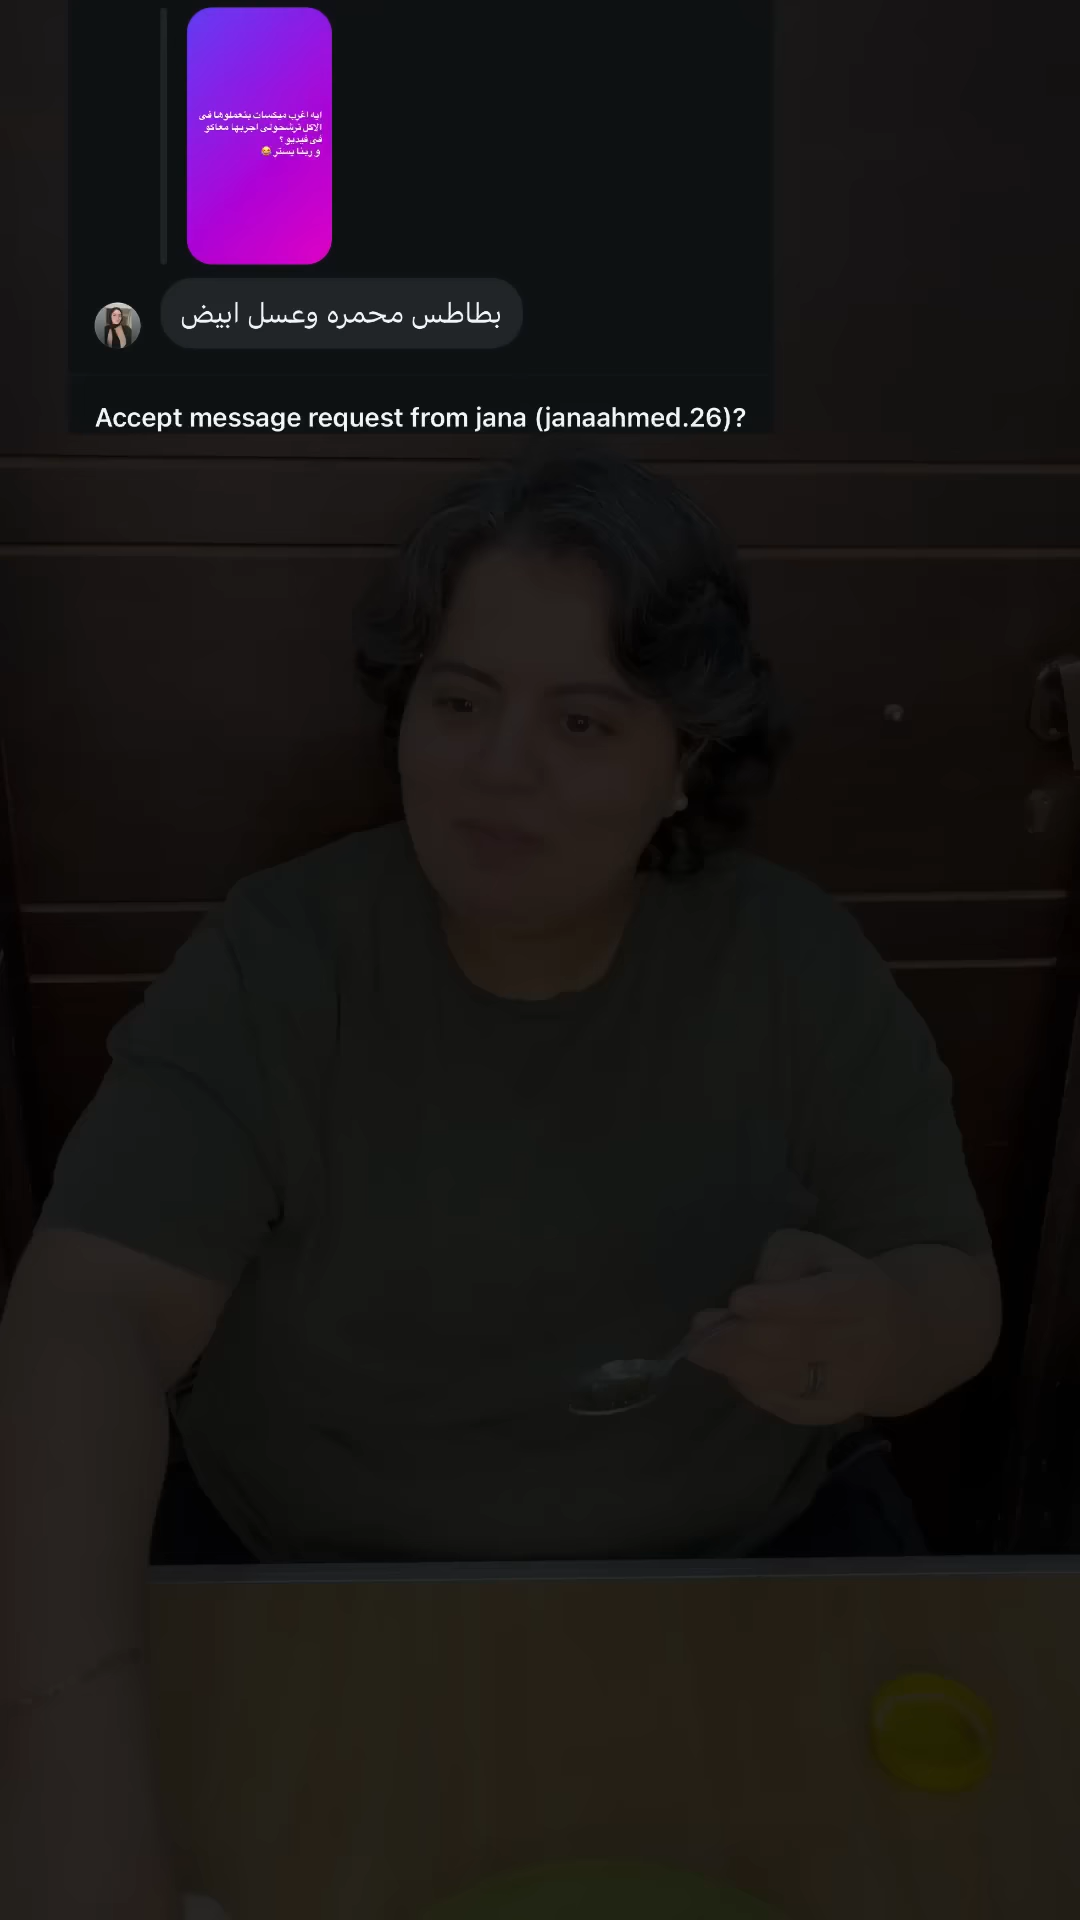 ايه اغرب ميكسات بتعملوها فى
الاكل ترشحولى اجربها معاكو
فى فيديو ؟
و ربنا يستر 😂
بطاطس محمره وعسل ابيض
Accept message request from jana (janaahmed.26)?